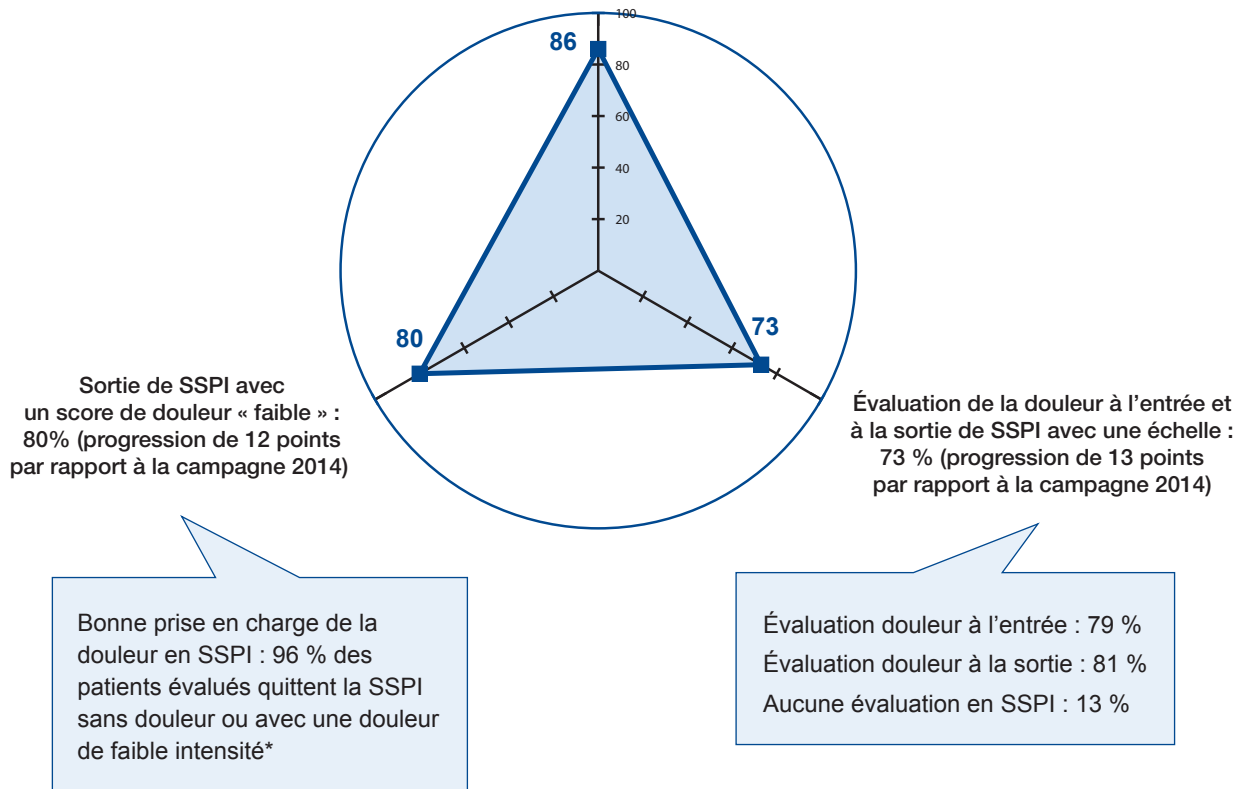 100
86
80
60
40
20
80
73
Sortie de SSPI avec
un score de douleur « faible » :
80% (progression de 12 points
par rapport à la campagne 2014)
Évaluation de la douleur à l'entrée et
à la sortie de SSPI avec une échelle :
73 % (progression de 13 points
par rapport à la campagne 2014)
Bonne prise en charge de la
douleur en SSPI : 96 % des
patients évalués quittent la SSPI
sans douleur ou avec une douleur
de faible intensité*
Évaluation douleur à l'entrée : 79 %
Évaluation douleur à la sortie : 81 %
Aucune évaluation en SSPI : 13 %